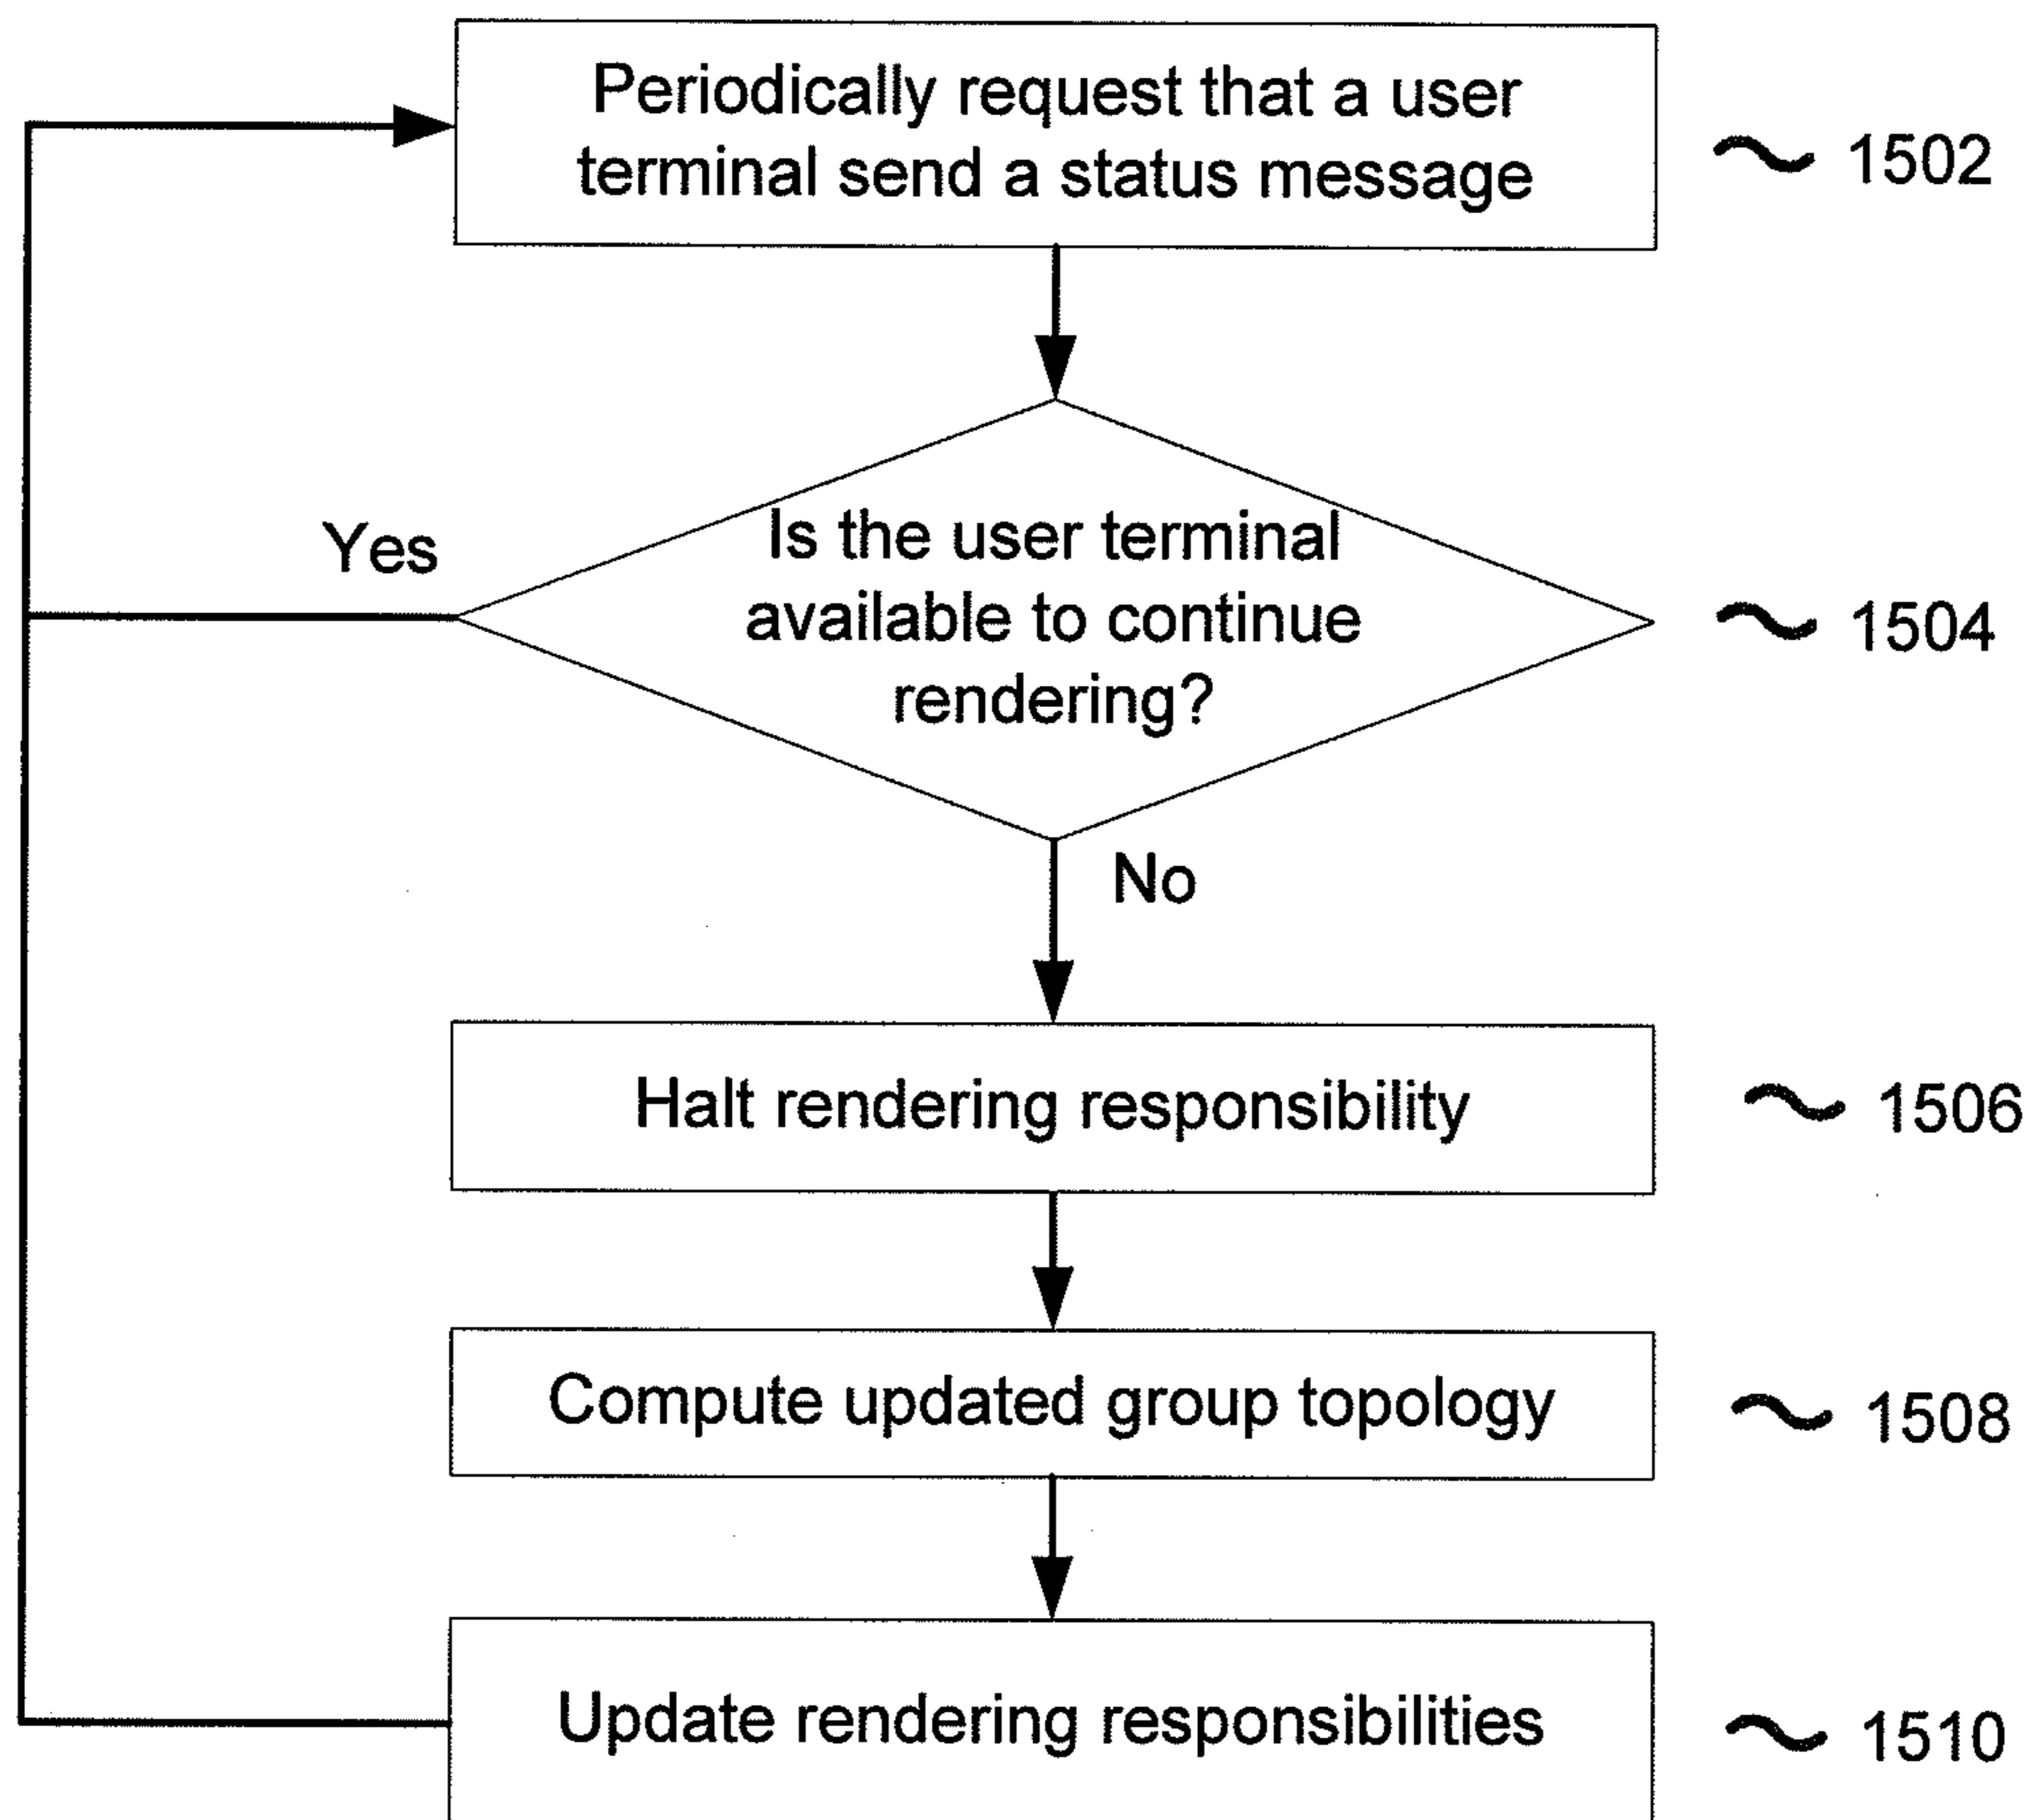 Periodically request that a user
terminal send a status message
~ 1502
Yes
Is the user terminal
available to continue
rendering?
~ 1504
No
Halt rendering responsibility
~ 1506
Compute updated group topology
~ 1508
Update rendering responsibilities
~ 1510